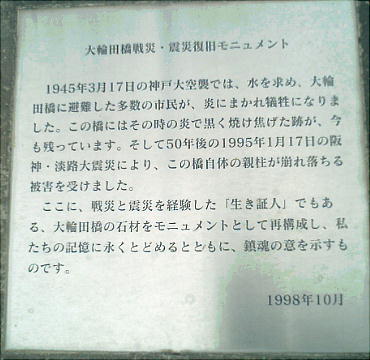 大輪田橋戦災・震災復旧モニュメント
1945年3月17日の神戸大空襲では、水を求め、大輪
田橋に避難した多数の市民が、炎にまかれ犠牲になりま
した。この橋にはその時の炎で黒く焼け焦げた跡が、今
も残っています。そして50年後の1995年1月17日の阪
神・淡路大震災により、この橋自体の親柱が崩れ落ちる
被害を受けました。
ここに、戦災と震災を経験した「生き証人」でもあ
る、大輪田橋の石材をモニュメントとして再構成し、私
たちの記憶に永くとどめるとともに、鎮魂の意を示すも
のです。
1998年10月